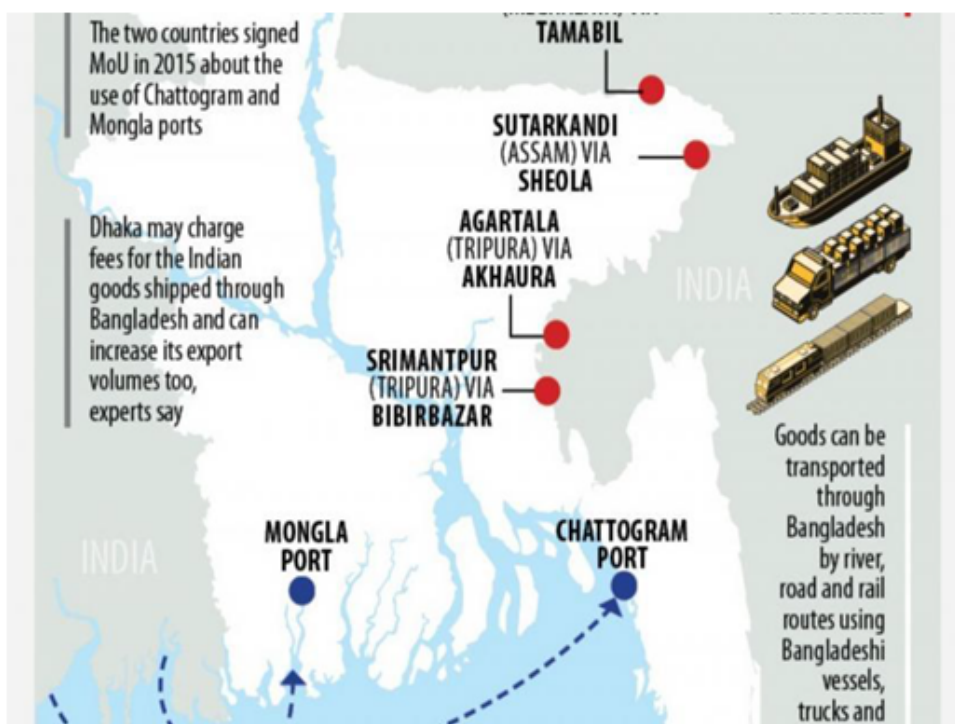 TAMABIL
The two countries signed
MoU in 2015 about the
use of Chattogram and
Mongla ports
SUTARKANDI
(ASSAM) VIA
SHEOLA
Dhaka may charge
fees for the Indian
goods shipped through
Bangladesh and can
increase its export
volumes too,
experts say
AGARTALA
(TRIPURA) VIA
AKHAURA
INDIA
SRIMANTPUR
(TRIPURA) VIA
BIBIRBAZAR
Goods can be
transported
through
Bangladesh
by river,
road and rail
routes using
Bangladeshi
vessels,
trucks and
MONGLA
PORT
CHATTOGRAM
PORT
INDIA